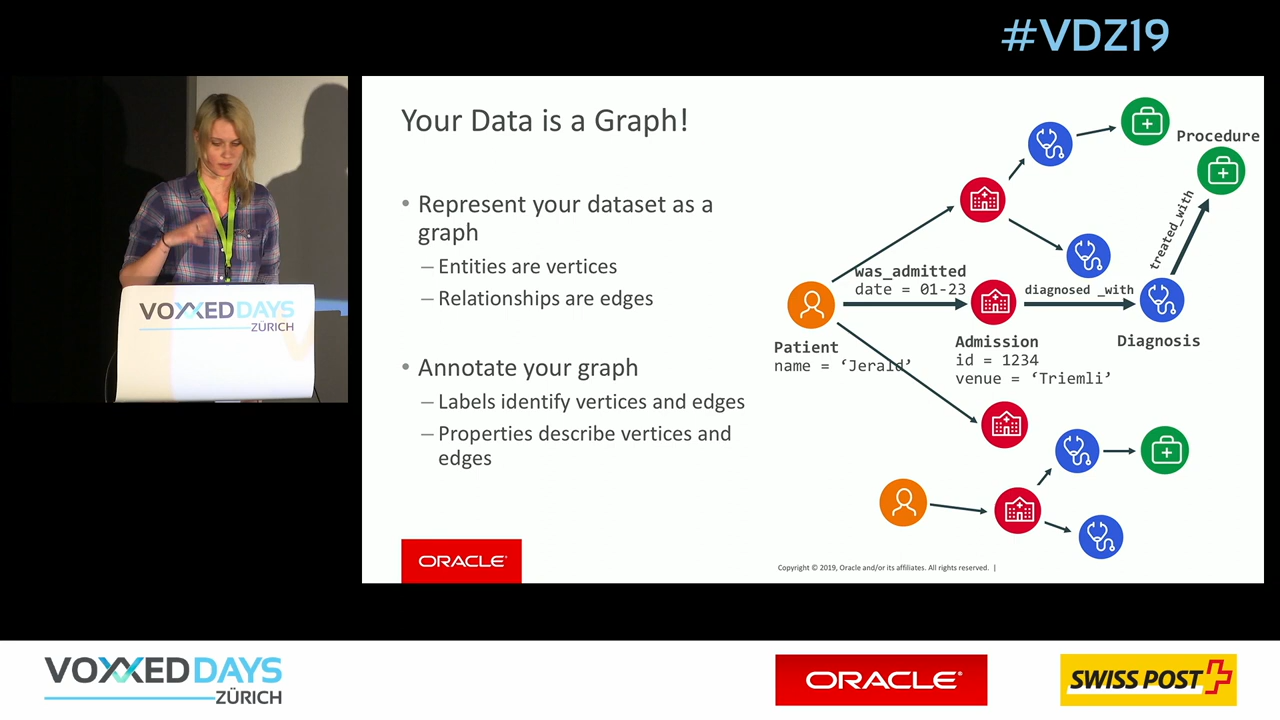 #VDZ19
Your Data is a Graph!
• Represent your dataset as a
graph
– Entities are vertices
– Relationships are edges
• Annotate your graph
– Labels identify vertices and edges
– Properties describe vertices and
edges
Procedure
treated_with
was_admitted
date = 01-23
diagnosed _with
Patient
name = ‘Jerald’
Admission
id = 1234
venue = ‘Triemli’
Diagnosis
ORACLE®
Copyright © 2019, Oracle and/or its affiliates. All rights reserved. |
VOXXED DAYS
ZÜRICH
VOXXED DAYS
ZÜRICH
ORACLE®
SWISS POST